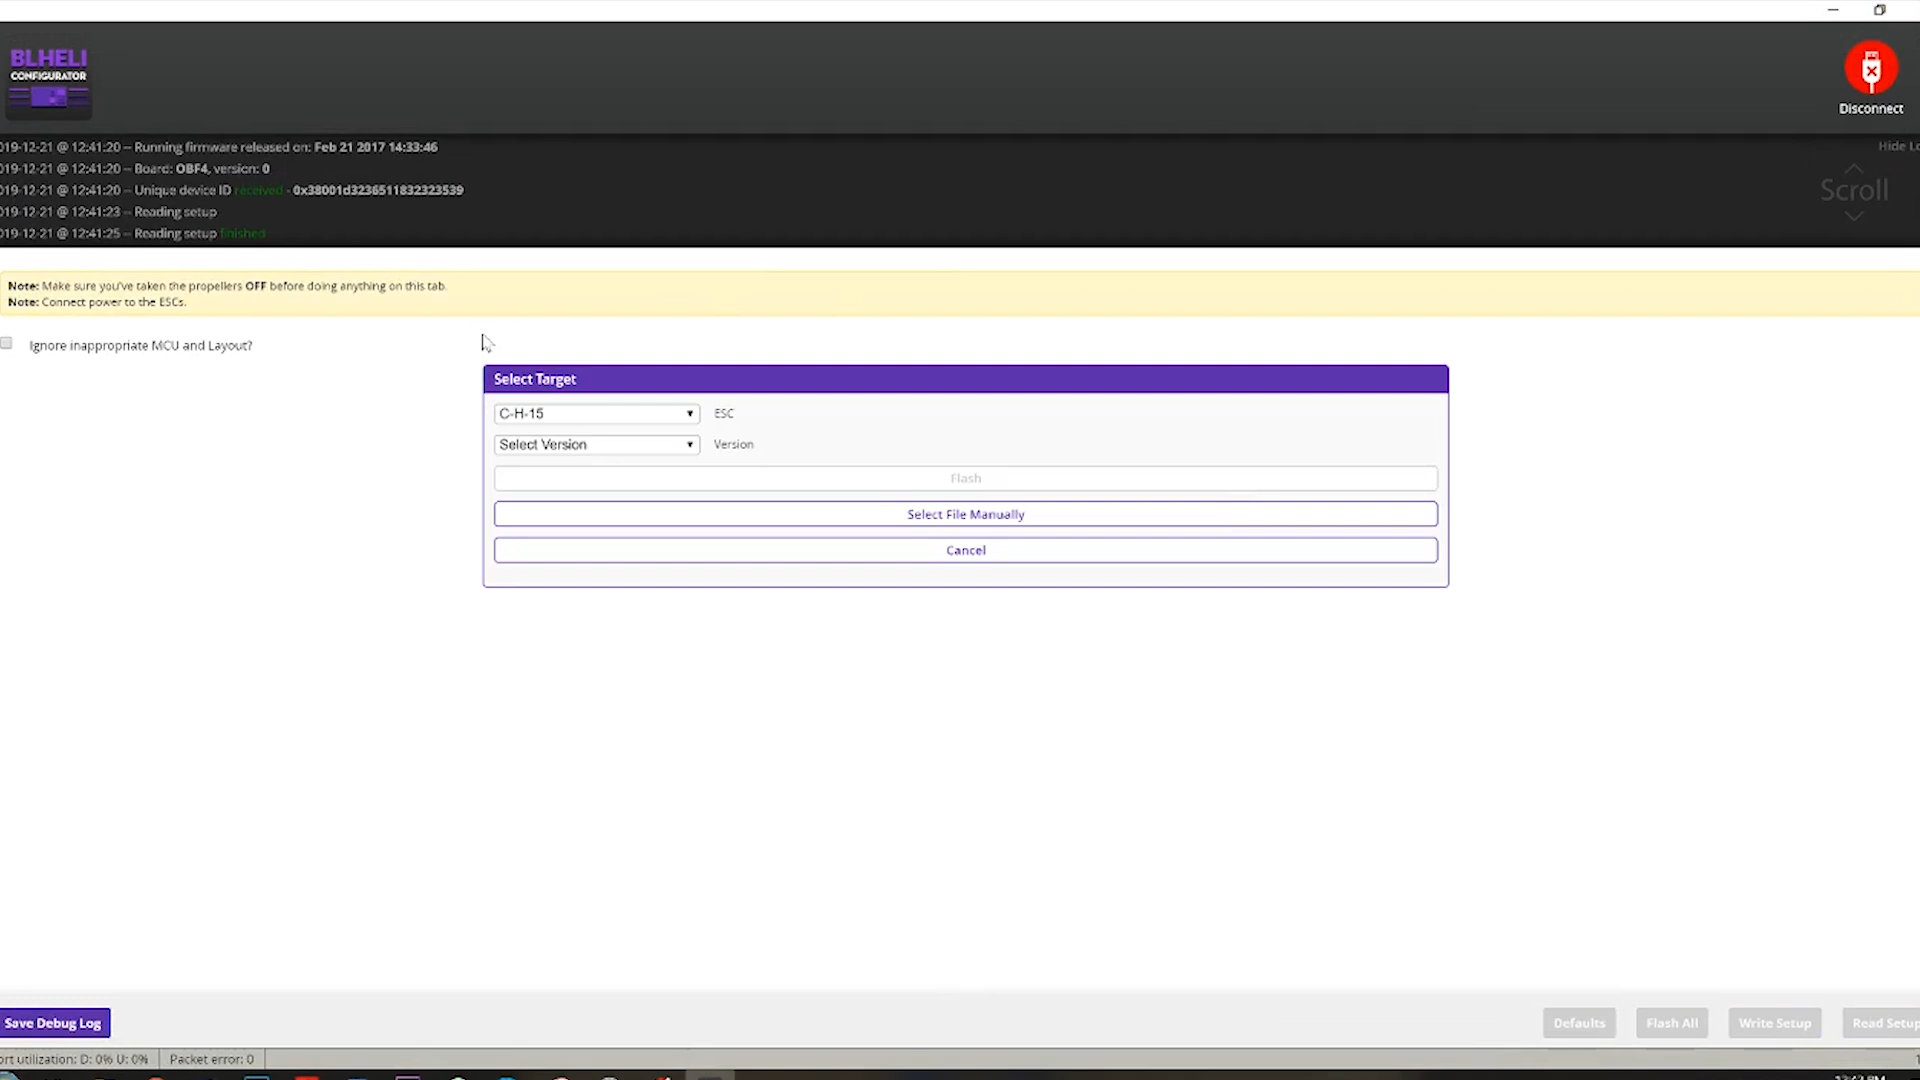 BLHELI
CONFIGURATOR
Disconnect
019-12-21 @ 12:41:20 -- Running firmware released on: Feb 21 2017 14:33:46
019-12-21 @ 12:41:20 -- Board: OBF4, version: 0
019-12-21 @ 12:41:20 -- Unique device ID received - 0x38001d3236511832323539
019-12-21 @ 12:41:23 -- Reading setup
019-12-21 @ 12:41:25 -- Reading setup finished
Hide Lo
Scroll
Note: Make sure you've taken the propellers OFF before doing anything on this tab.
Note: Connect power to the ESCs.
Ignore inappropriate MCU and Layout?
Select Target
C-H-15 ESC
Select Version Version
Flash
Select File Manually
Cancel
Save Debug Log
Defaults
Flash All
Write Setup
Read Setup
ort utilization: D: 0% U: 0%
Packet error: 0